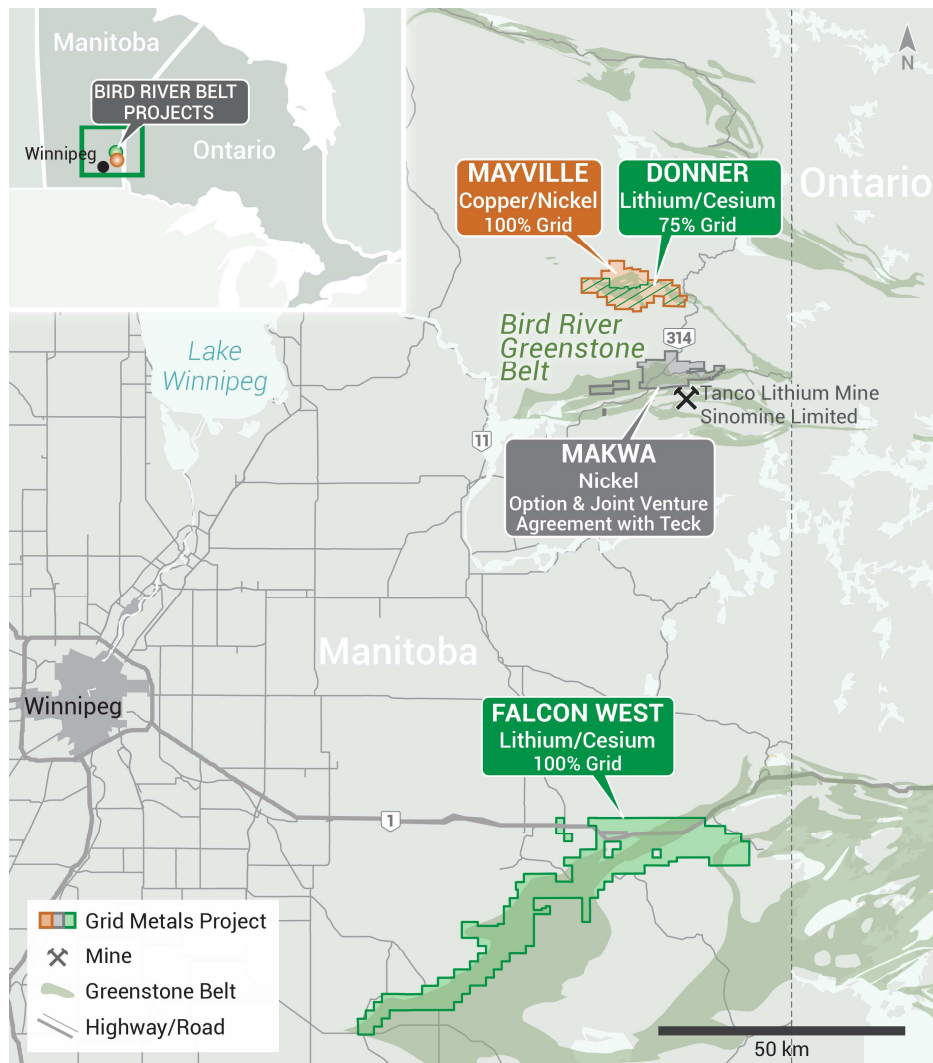 Manitoba
BIRD RIVER BELT
PROJECTS
Winnipeg
Ontario
N
MAYVILLE
Copper/Nickel
100% Grid
DONNER
Lithium/Cesium
75% Grid
Ontario
Lake
Winnipeg
Bird River
Greenstone
Belt
314
Tanco Lithium Mine
Sinomine Limited
11
MAKWA
Nickel
Option & Joint Venture
Agreement with Teck
Manitoba
Winnipeg
FALCON WEST
Lithium/Cesium
100% Grid
1
Grid Metals Project
Mine
Greenstone Belt
Highway/Road
50 km